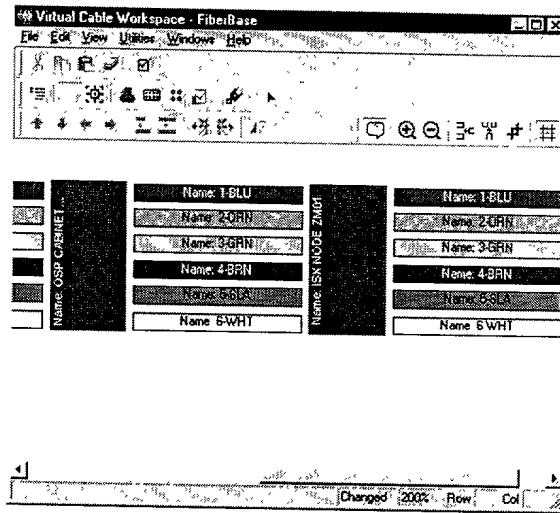 Virtual Cable Workspace - FiberBase
File Edit View Utilities Windows Help
Name: OSP CABINET...
Name: 1-BLU
Name: 2-ORN
Name: 3-GRN
Name: 4-BRN
Name: 5-SLA
Name 6-WHT
Name: ISX NODE ZM01
Name: 1-BLU
Name: 2-ORN
Name: 3-GRN
Name: 4-BRN
Name: 5-SLA
Name 6 WHT
Changed 200% Row Col